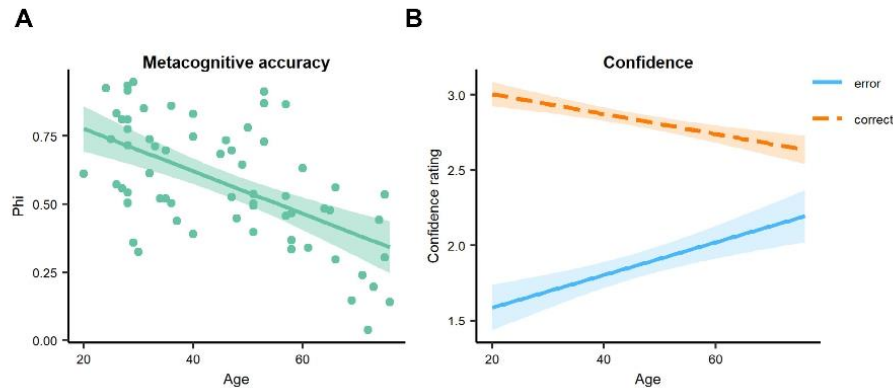 A
Metacognitive accuracy
Phi
0.75
0.50
0.25
0.00
20
40
60
Age
B
Confidence
Confidence rating
3.0
2.5
2.0
1.5
20
40
60
Age
error
correct